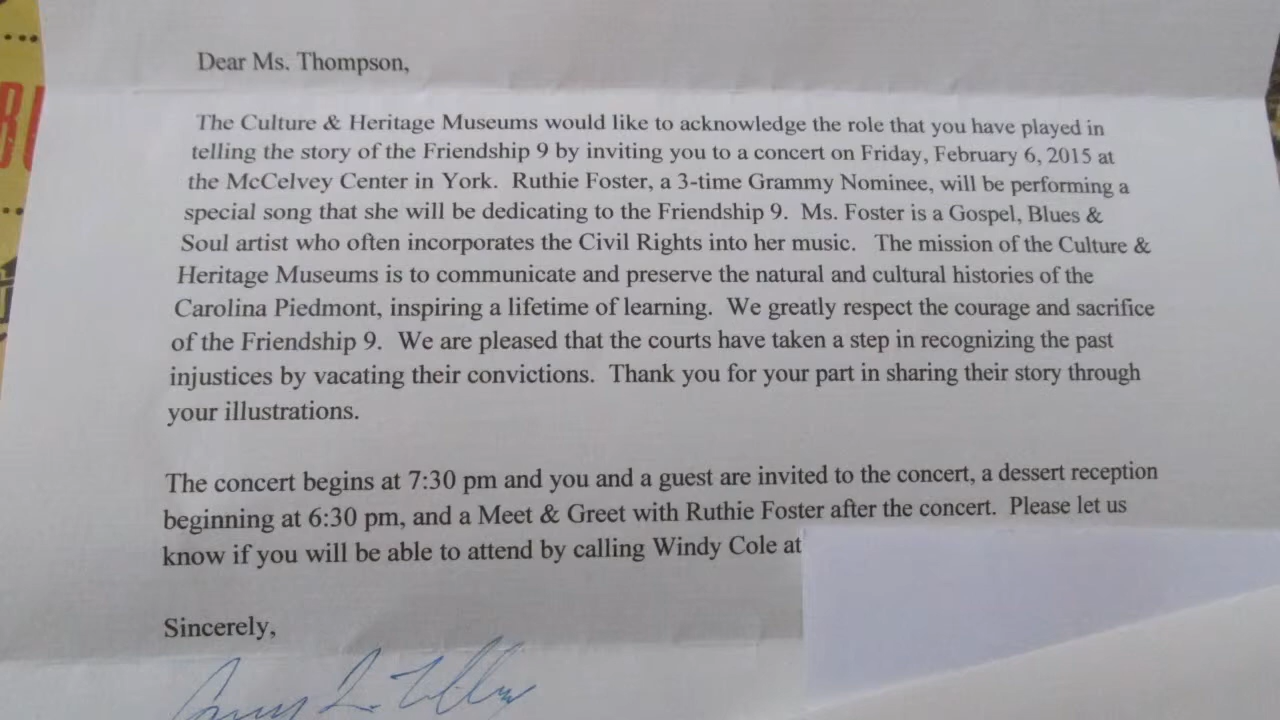 Dear Ms. Thompson,
The Culture & Heritage Museums would like to acknowledge the role that you have played in
telling the story of the Friendship 9 by inviting you to a concert on Friday, February 6, 2015 at
the McCelvey Center in York. Ruthie Foster, a 3-time Grammy Nominee, will be performing a
special song that she will be dedicating to the Friendship 9. Ms. Foster is a Gospel, Blues &
Soul artist who often incorporates the Civil Rights into her music. The mission of the Culture &
Heritage Museums is to communicate and preserve the natural and cultural histories of the
Carolina Piedmont, inspiring a lifetime of learning. We greatly respect the courage and sacrifice
of the Friendship 9. We are pleased that the courts have taken a step in recognizing the past
injustices by vacating their convictions. Thank you for your part in sharing their story through
your illustrations.
The concert begins at 7:30 pm and you and a guest are invited to the concert, a dessert reception
beginning at 6:30 pm, and a Meet & Greet with Ruthie Foster after the concert. Please let us
know if you will be able to attend by calling Windy Cole at
Sincerely,